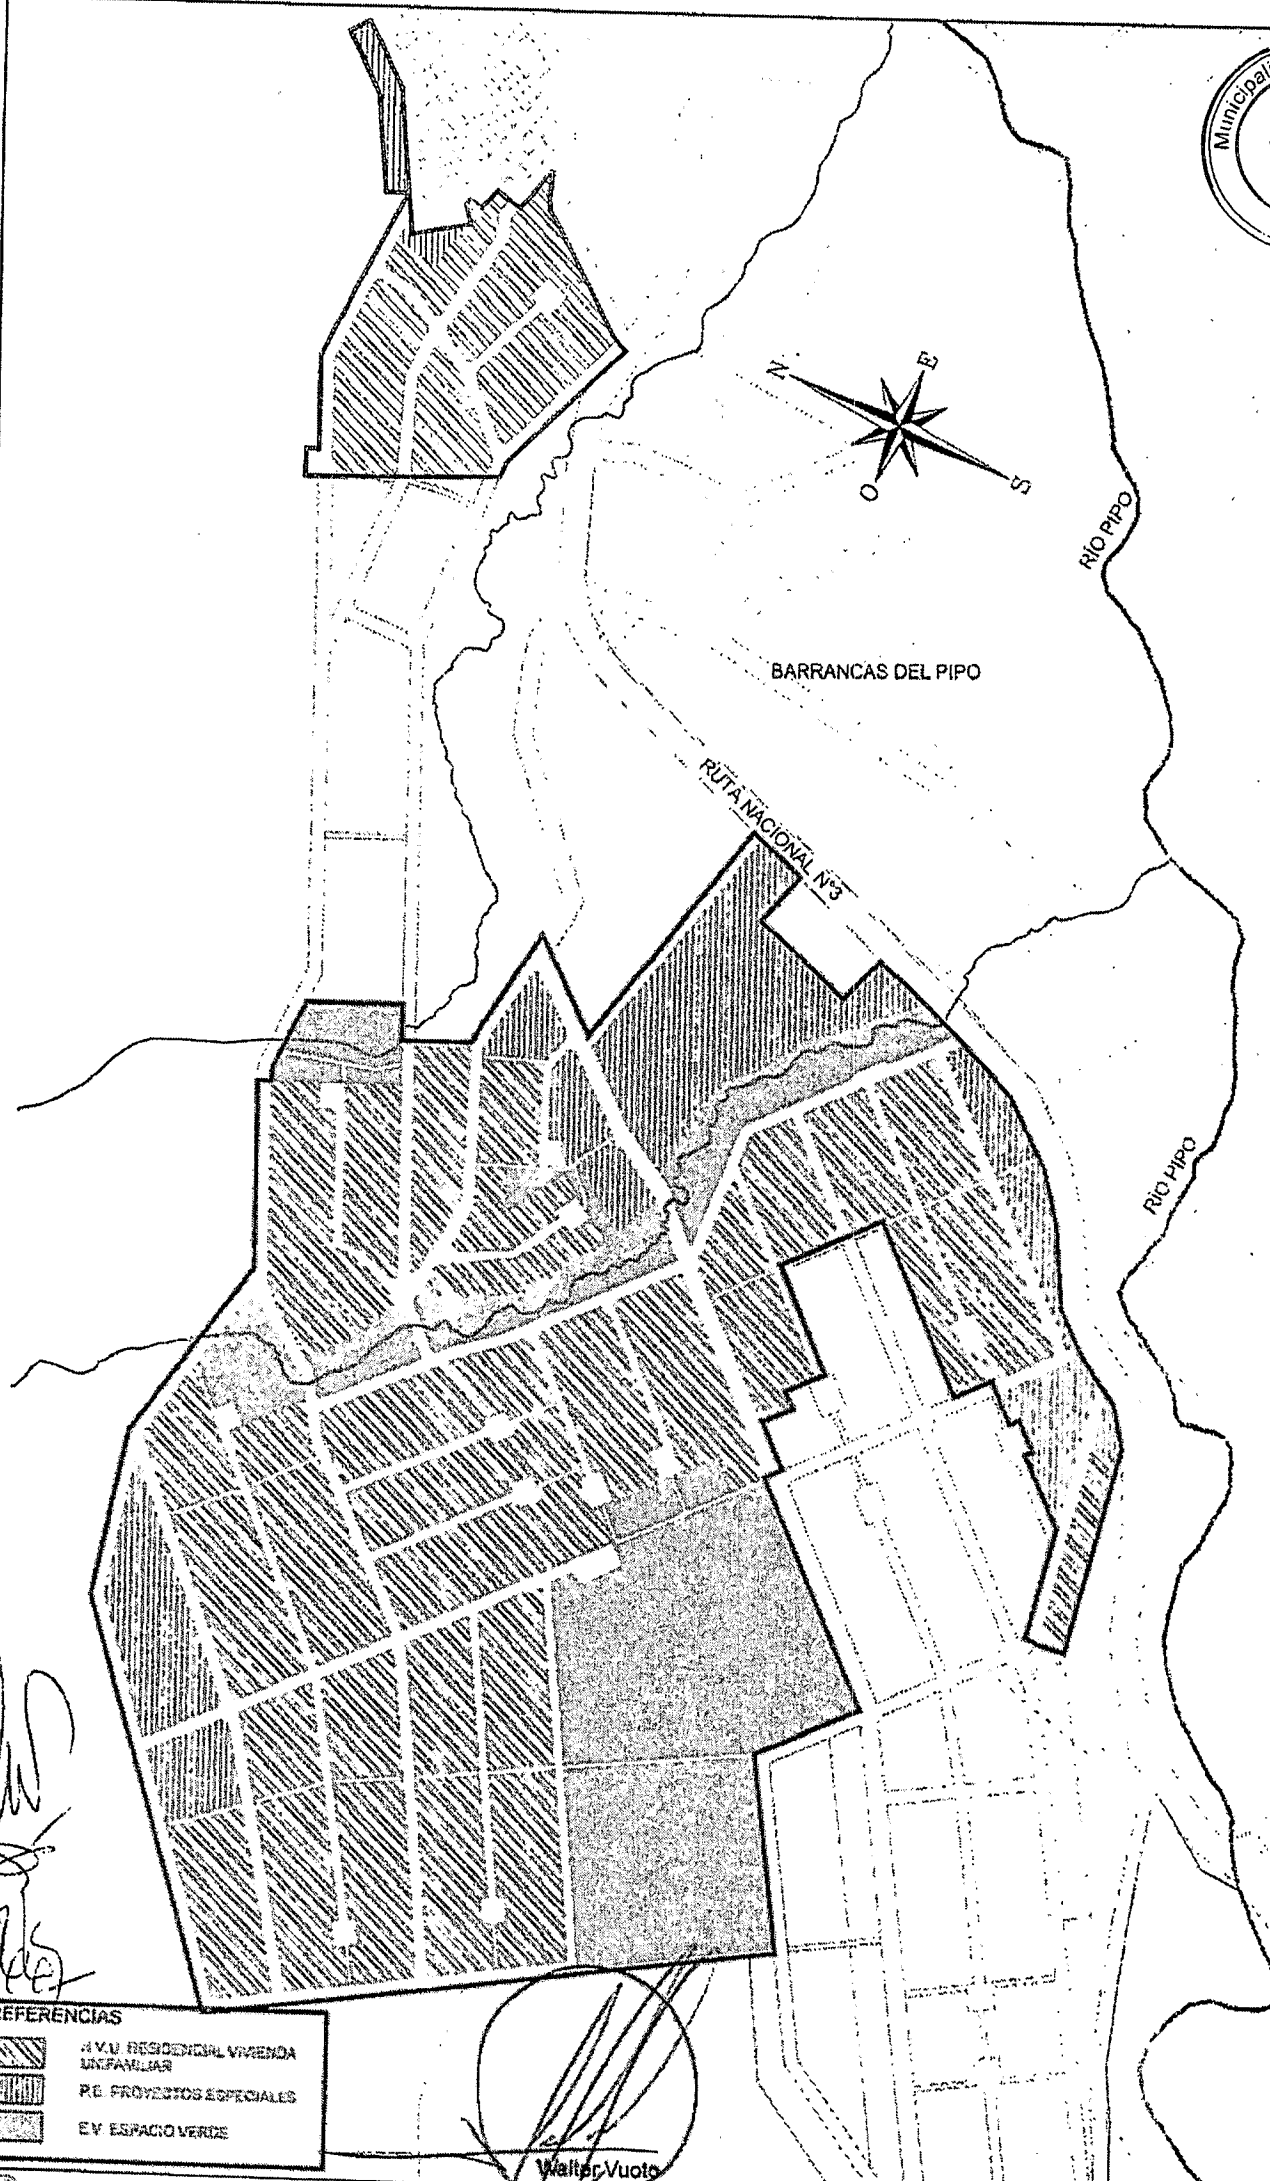 Municipali
N
E
O
S
RÍO PIPO
BARRANCAS DEL PIPO
RUTA NACIONAL Nº3
RÍO PIPO
REFERENCIAS
R.V.U. RESIDENCIAL VIVIENDA
UNIFAMILIAR
P.E. PROYECTOS ESPECIALES
E.V. ESPACIO VERDE
Walter Vuoto